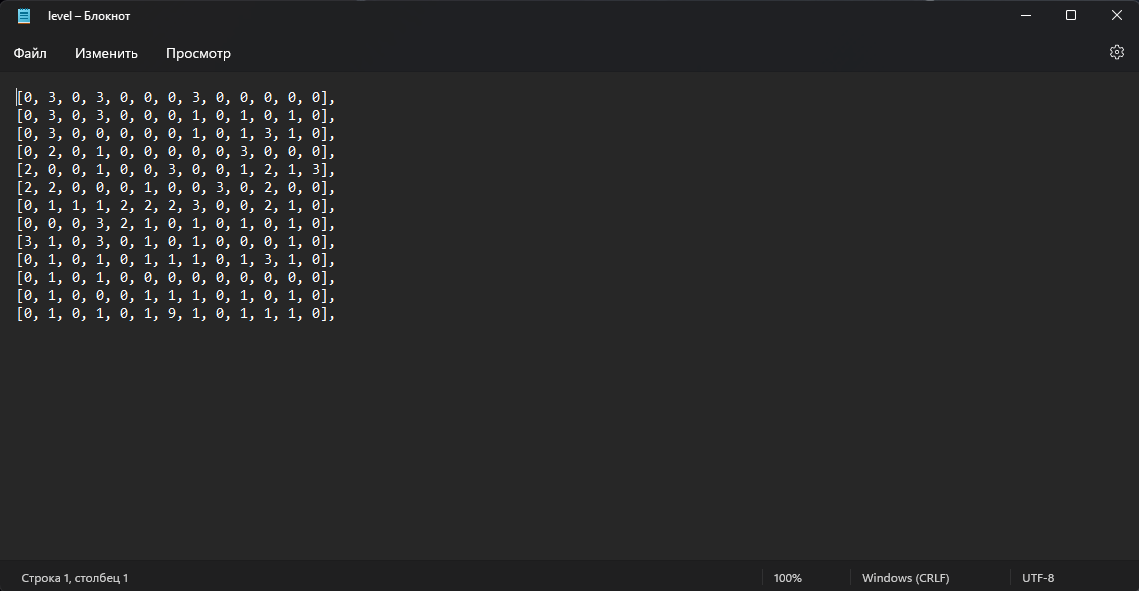 level – Блокнот
Файл Изменить Просмотр
[0, 3, 0, 3, 0, 0, 0, 3, 0, 0, 0, 0, 0],
[0, 3, 0, 3, 0, 0, 0, 1, 0, 1, 0, 1, 0],
[0, 3, 0, 0, 0, 0, 0, 1, 0, 1, 3, 1, 0],
[0, 2, 0, 1, 0, 0, 0, 0, 0, 3, 0, 0, 0],
[2, 0, 0, 1, 0, 0, 3, 0, 0, 1, 2, 1, 3],
[2, 2, 0, 0, 0, 1, 0, 0, 3, 0, 2, 0, 0],
[0, 1, 1, 1, 2, 2, 2, 3, 0, 0, 2, 1, 0],
[0, 0, 0, 3, 2, 1, 0, 1, 0, 1, 0, 1, 0],
[3, 1, 0, 3, 0, 1, 0, 1, 0, 0, 0, 1, 0],
[0, 1, 0, 1, 0, 1, 1, 1, 0, 1, 3, 1, 0],
[0, 1, 0, 1, 0, 0, 0, 0, 0, 0, 0, 0, 0],
[0, 1, 0, 0, 0, 1, 1, 1, 0, 1, 0, 1, 0],
[0, 1, 0, 1, 0, 1, 9, 1, 0, 1, 1, 1, 0],
Строка 1, столбец 1 100% Windows (CRLF) UTF-8